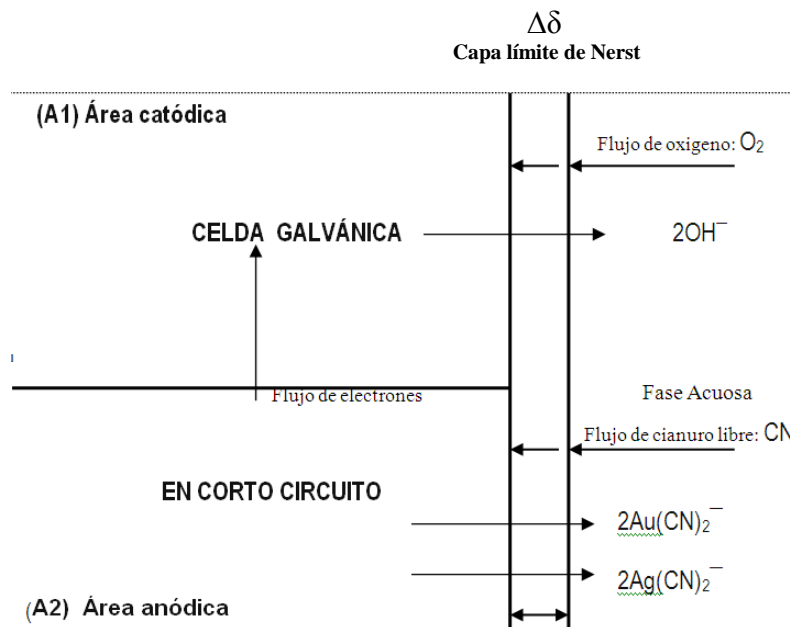 Δδ
Capa límite de Nerst
(A1) Área catódica
Flujo de oxigeno: O₂
CELDA GALVÁNICA
2OH⁻
Flujo de electrones
Fase Acuosa
Flujo de cianuro libre: CN
EN CORTO CIRCUITO
2Au(CN)₂⁻
2Ag(CN)₂⁻
(A2) Área anódica